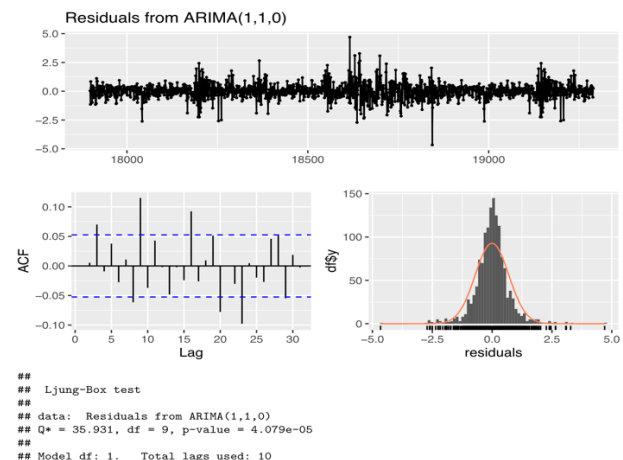 Residuals from ARIMA(1,1,0)
5.0
2.5
0.0
−2.5
−5.0
18000 18500 19000
0.10
0.05
0.00
−0.05
−0.10
ACF
0 5 10 15 20 25 30
Lag
150
100
50
0
df$y
−5.0 −2.5 0.0 2.5 5.0
residuals
##
## Ljung-Box test
##
## data: Residuals from ARIMA(1,1,0)
## Q* = 35.931, df = 9, p-value = 4.079e-05
##
## Model df: 1. Total lags used: 10